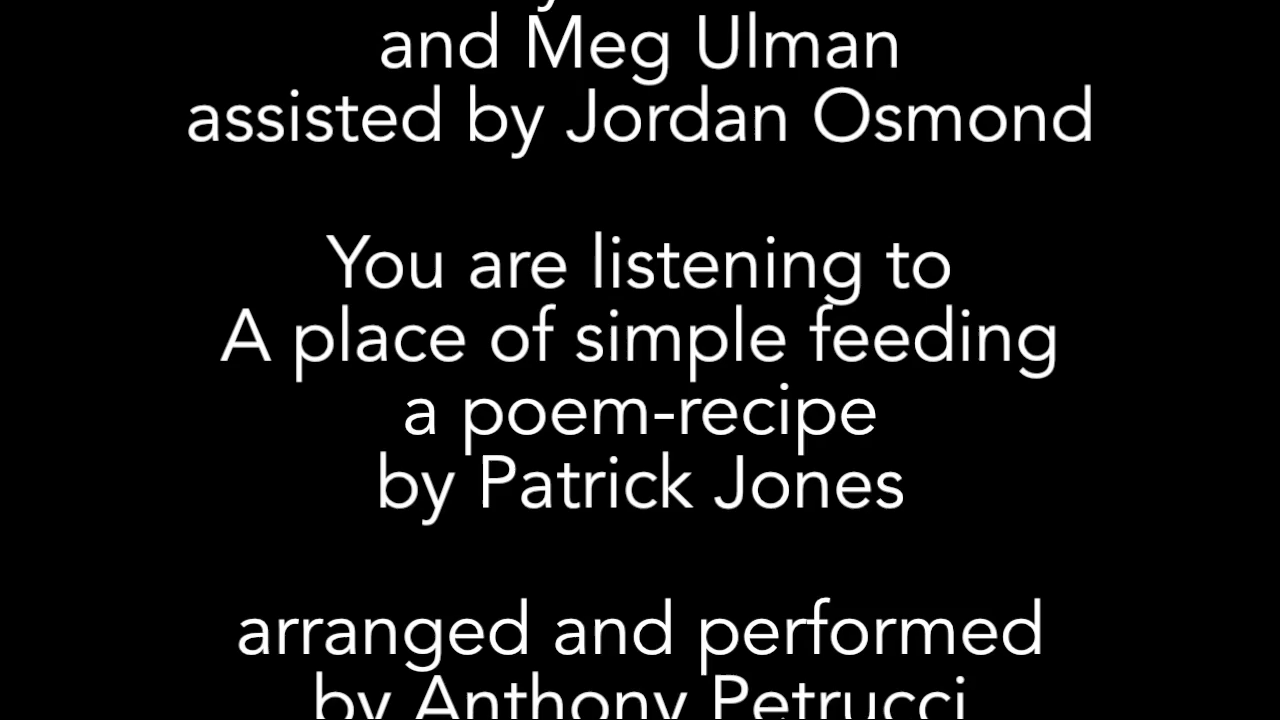 and Meg Ulman
assisted by Jordan Osmond
You are listening to
A place of simple feeding
a poem-recipe
by Patrick Jones
arranged and performed
by Anthony Petrucci